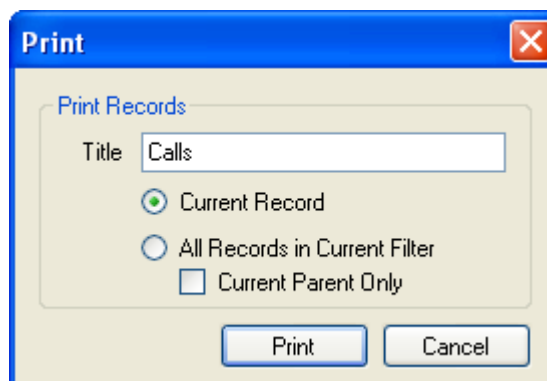 Print
Print Records
Title Calls
Current Record
All Records in Current Filter
Current Parent Only
Print Cancel